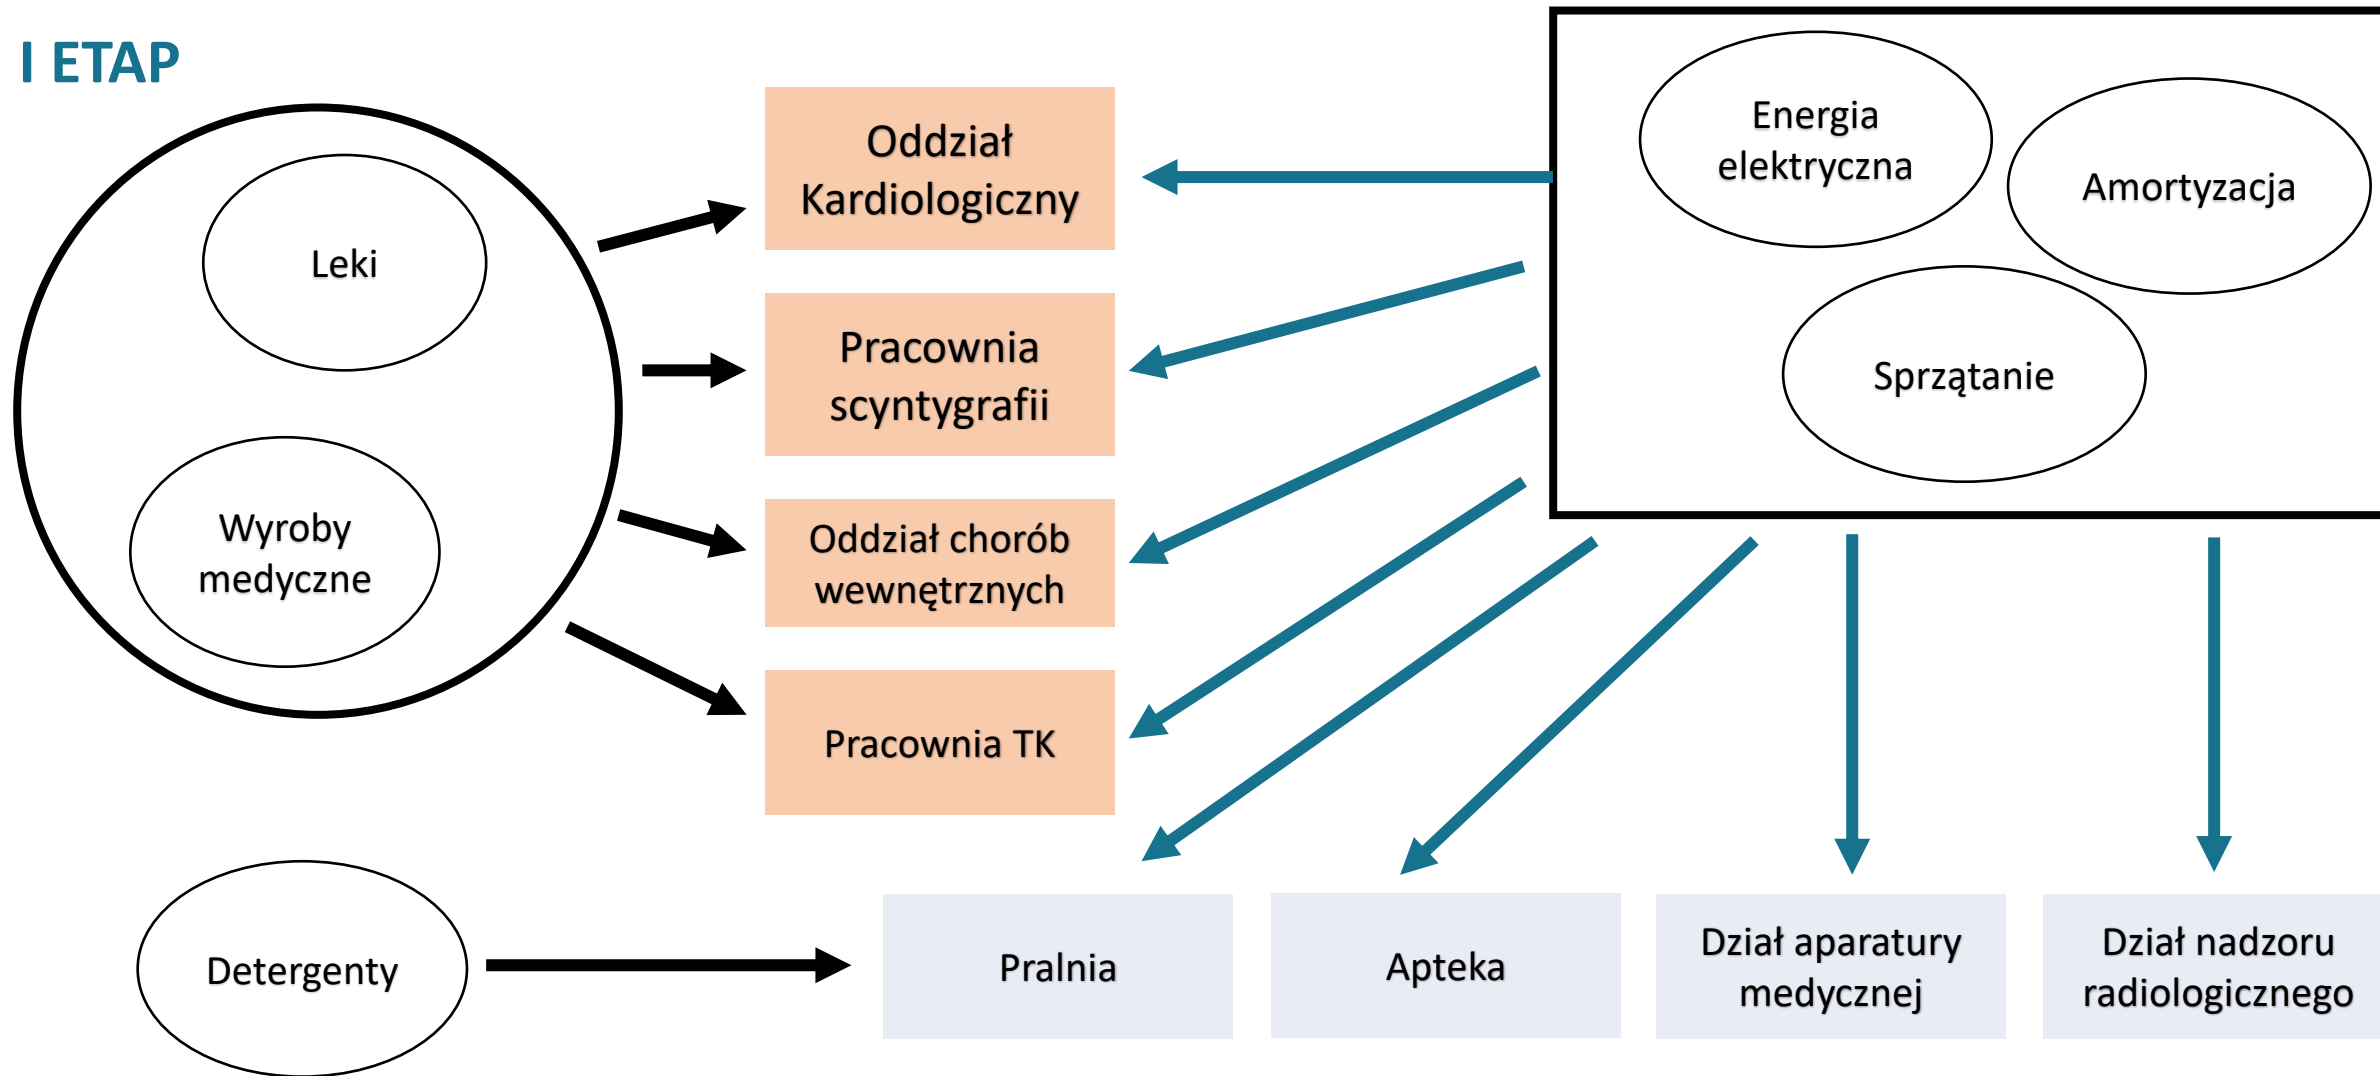 I ETAP
Leki
Wyroby
medyczne
Detergenty
Oddział
Kardiologiczny
Pracownia
scyntygrafii
Oddział chorób
wewnętrznych
Pracownia TK
Energia
elektryczna
Amortyzacja
Sprzątanie
Pralnia
Apteka
Dział aparatury
medycznej
Dział nadzoru
radiologicznego